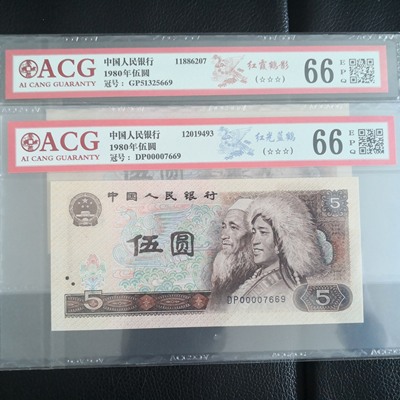 ACG
AI CANG GUARANTY
中国人民银行 11886207
1980年伍圆
冠号: GP51325669
红霞鹤影
(☆☆☆)
66 EPQ
ACG
AI CANG GUARANTY
中国人民银行 12019493
1980年伍圆
冠号: DP00007669
红光蓝鹤
(☆☆☆)
66 EPQ
中国人民银行
5
伍圆
DP00007669
5
5